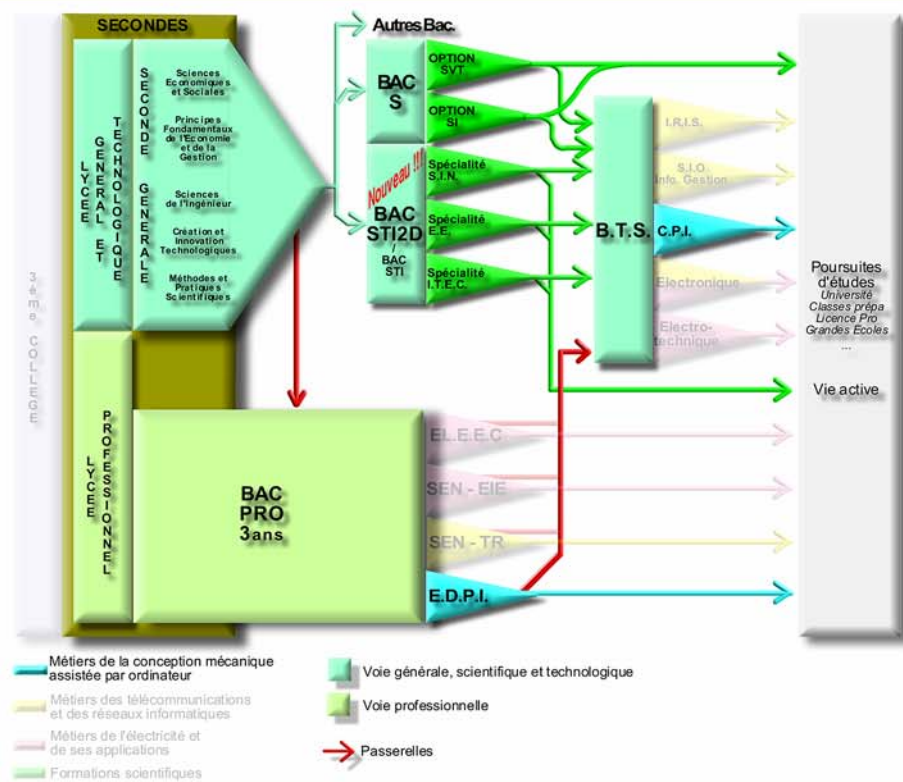 3ème COLLEGE
SECONDES
LYCEE
GENERAL ET
TECHNOLOGIQUE
SECONDE GENERALE
Sciences
Economiques
et Sociales
Principes
Fondamentaux
de l'Economie
et de la
Gestion
Sciences
de l'Ingénieur
Création et
Innovation
Technologiques
Méthodes et
Pratiques
Scientifiques
Autres Bac.
BAC
S
OPTION
SVT
OPTION
SI
Nouveau !!!
BAC
STI2D
/
BAC
STI
Spécialité
S.I.N.
Spécialité
E.E.
Spécialité
I.T.E.C.
B.T.S.
I.R.I.S.
S.I.O
Info. Gestion
C.P.I.
Electronique
Electro-
technique
Poursuites
d'études
Université
Classes prépa
Licence Pro
Grandes Ecoles
...
Vie active
LYCEE
PROFESSIONNEL
BAC
PRO
3ans
EL.E.E.C.
SEN - EIE
SEN - TR
E.D.P.I.
Métiers de la conception mécanique
assistée par ordinateur
Métiers des télécommunications
et des réseaux informatiques
Métiers de l'électricité et
de ses applications
Formations scientifiques
Voie générale, scientifique et technologique
Voie professionnelle
Passerelles